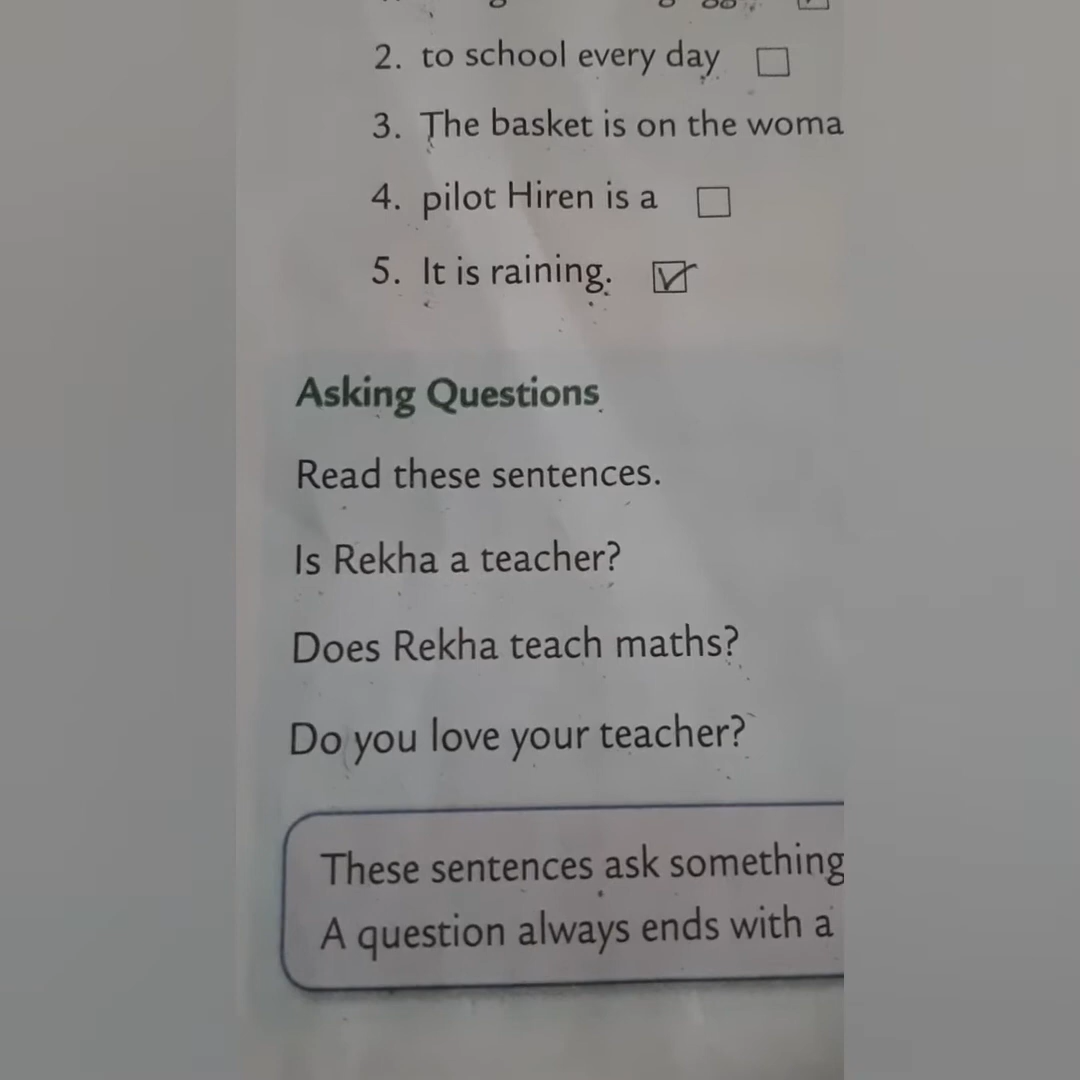 2. to school every day
3. The basket is on the woma
4. pilot Hiren is a
5. It is raining.
Asking Questions
Read these sentences.
Is Rekha a teacher?
Does Rekha teach maths?
Do you love your teacher?
These sentences ask something
A question always ends with a